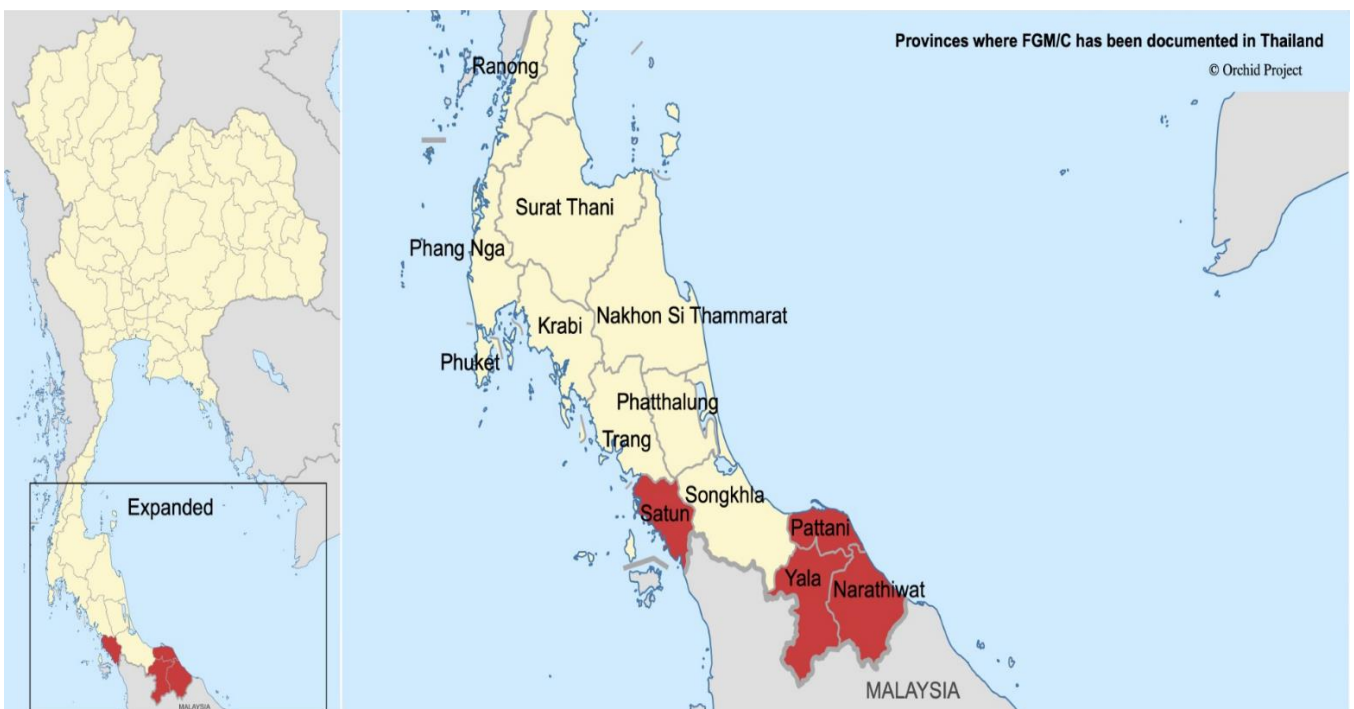 Provinces where FGM/C has been documented in Thailand
© Orchid Project
Ranong
Surat Thani
Phang Nga
Nakhon Si Thammarat
Krabi
Phuket
Phatthalung
Trang
Songkhla
Satun
Pattani
Yala
Narathiwat
MALAYSIA
Expanded
MALAYSIA